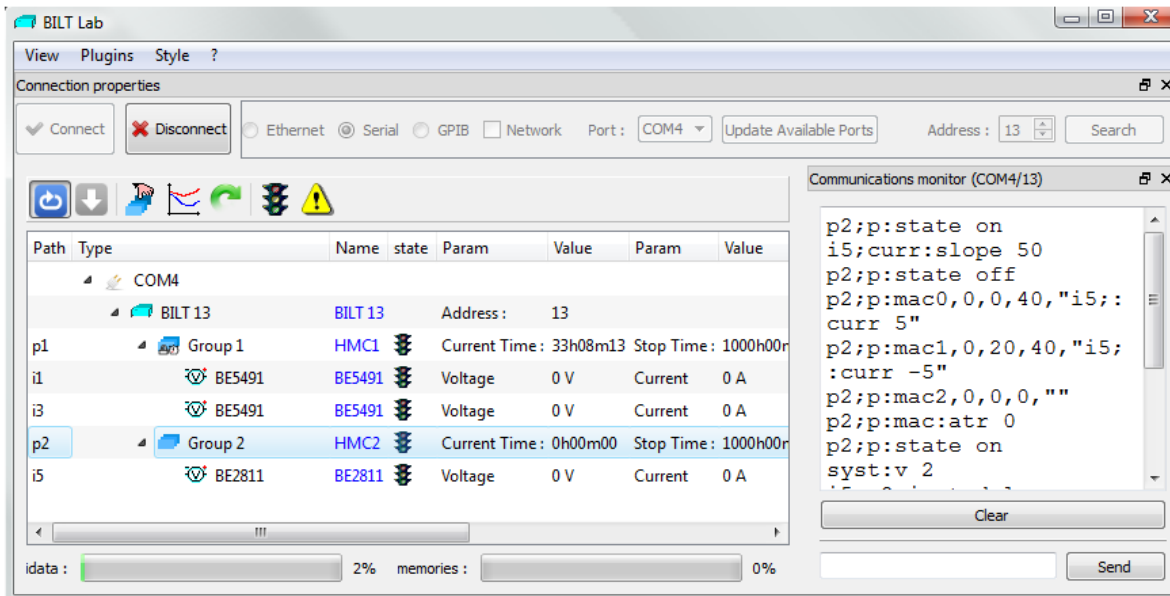 BILT Lab
View Plugins Style ?
Connection properties
Connect Disconnect Ethernet Serial GPIB Network Port : COM4 Update Available Ports Address : 13 Search
Path Type Name state Param Value Param Value
COM4
BILT 13 BILT 13 Address : 13
p1 Group 1 HMC1 Current Time : 33h08m13 Stop Time : 1000h00m
i1 BE5491 BE5491 Voltage 0 V Current 0 A
i3 BE5491 BE5491 Voltage 0 V Current 0 A
p2 Group 2 HMC2 Current Time : 0h00m00 Stop Time : 1000h00m
i5 BE2811 BE2811 Voltage 0 V Current 0 A
idata : 2% memories : 0%
Communications monitor (COM4/13)
p2;p:state on
i5;curr:slope 50
p2;p:state off
p2;p:mac0,0,0,40,"i5;:
curr 5"
p2;p:mac1,0,20,40,"i5;
:curr -5"
p2;p:mac2,0,0,0,""
p2;p:mac:atr 0
p2;p:state on
syst:v 2
Clear
Send